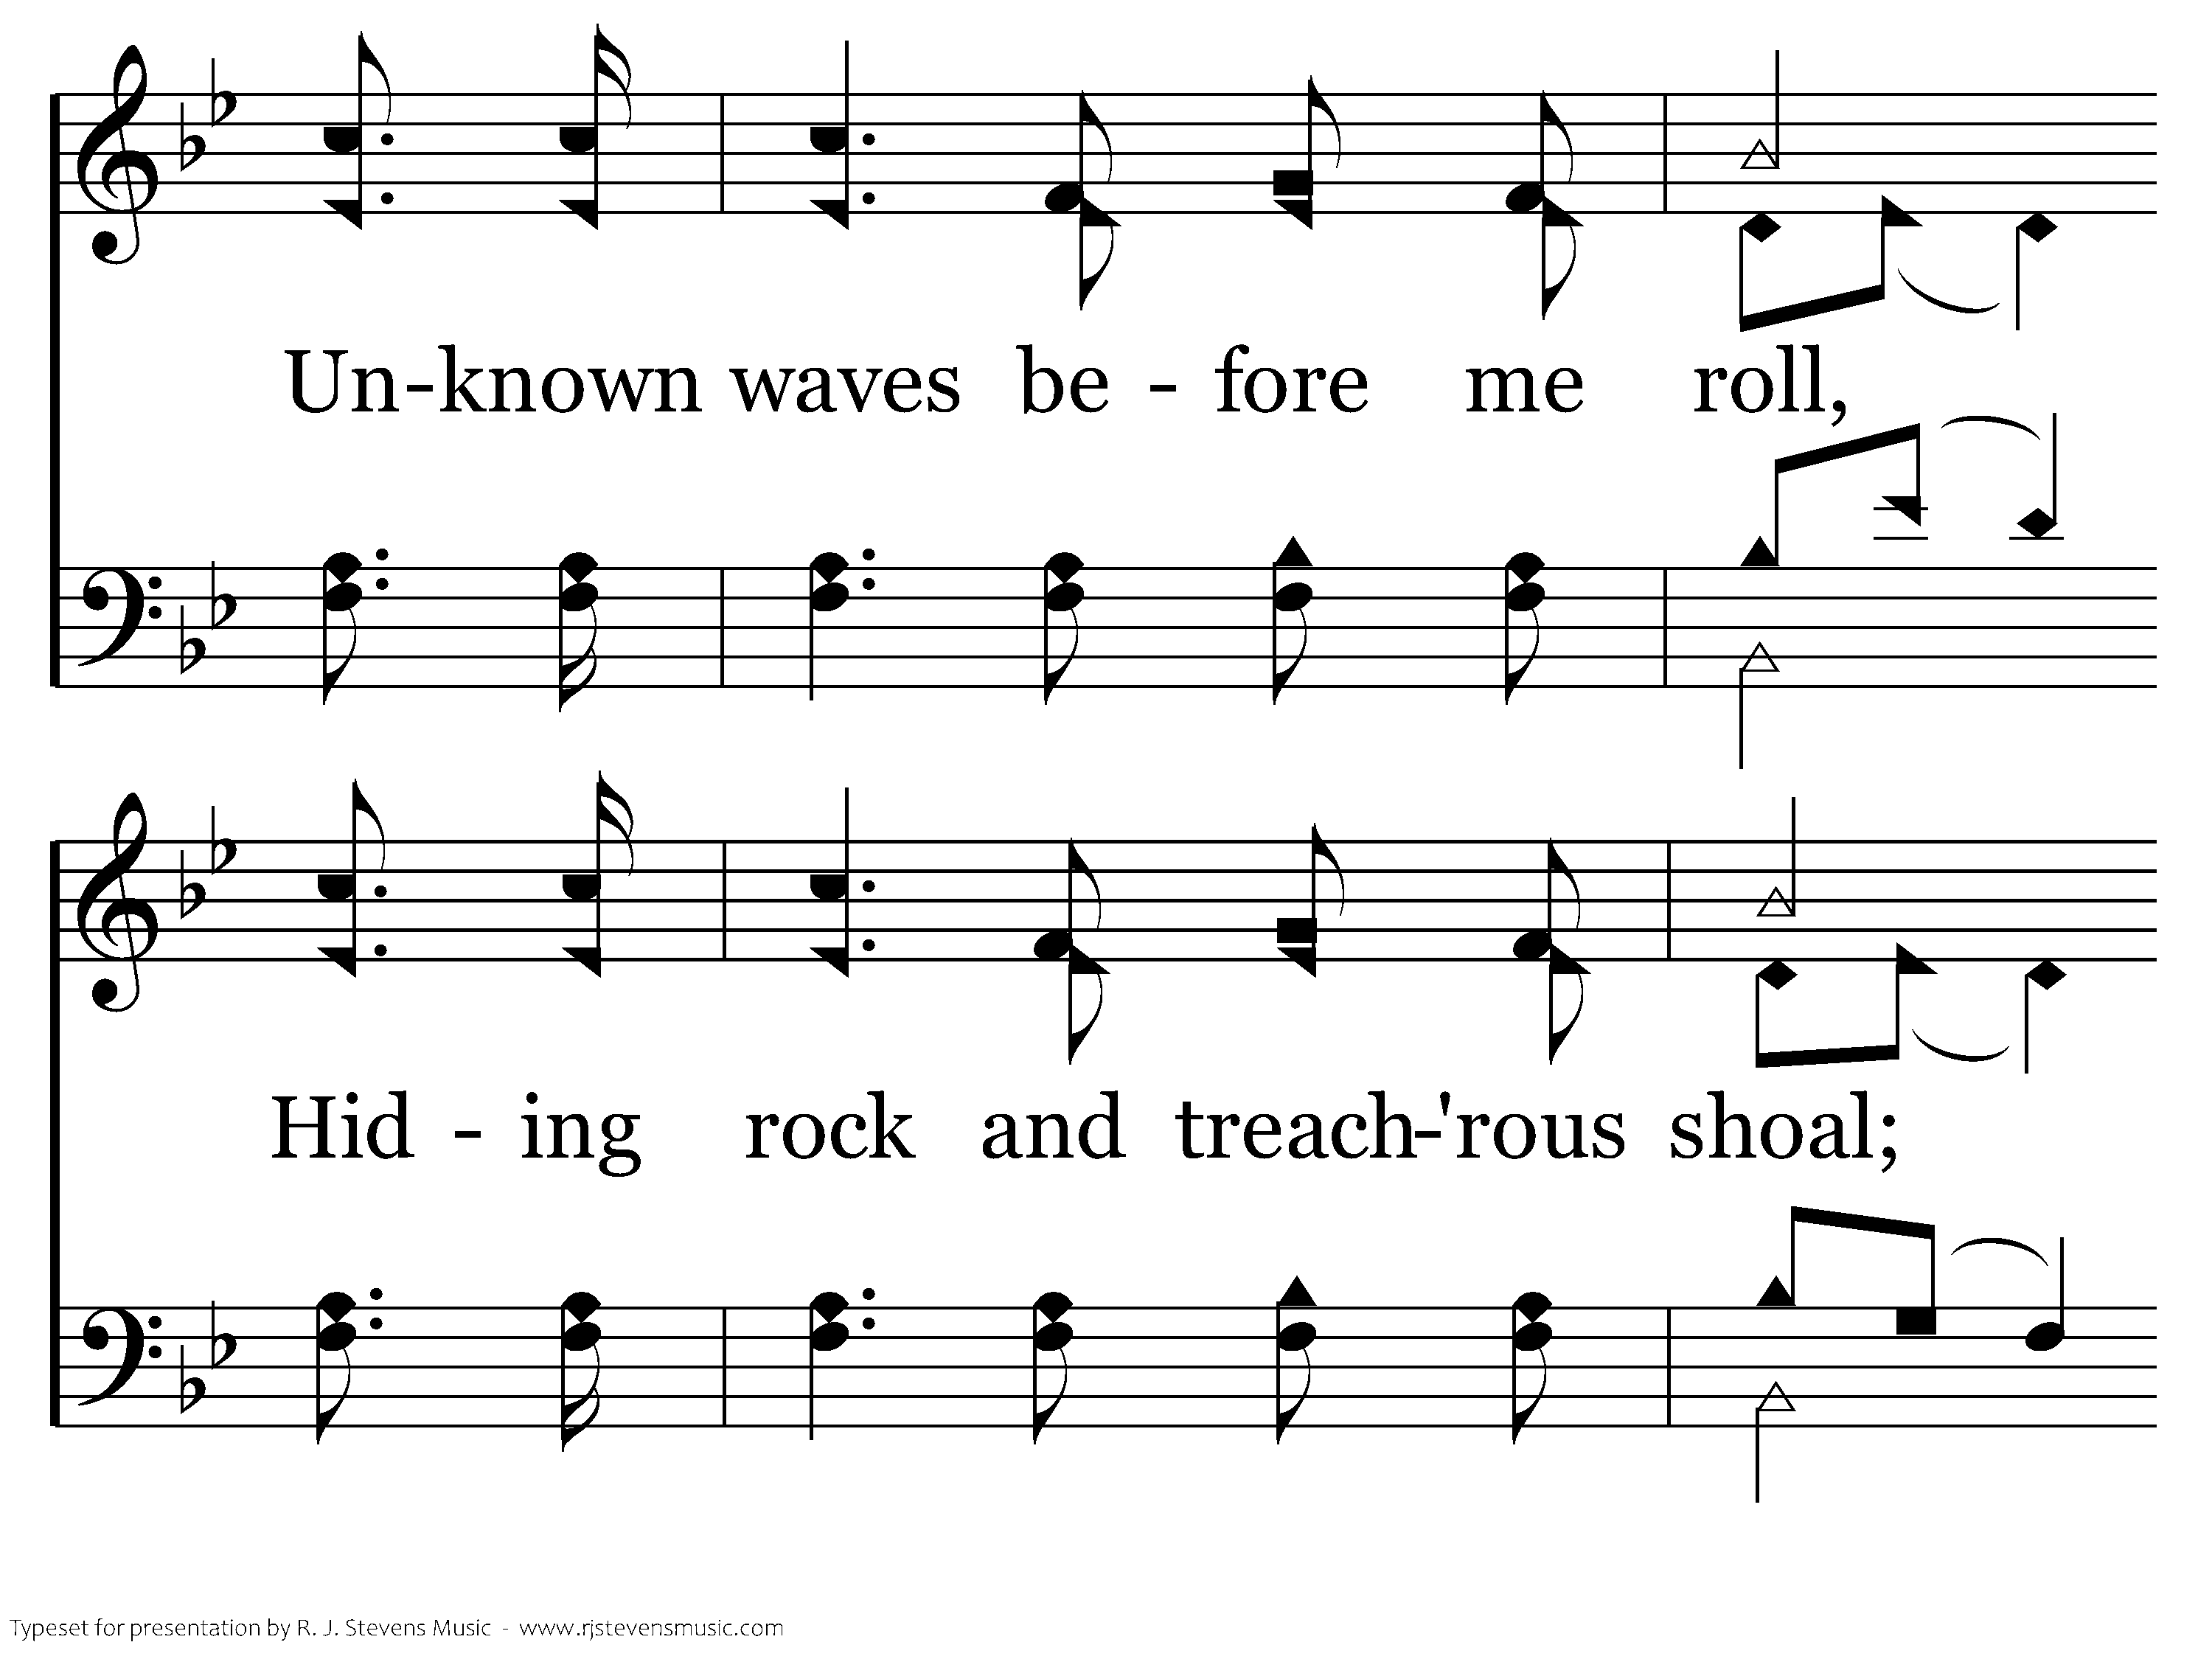 Un-known waves be - fore me roll,
Hid - ing rock and treach-'rous shoal;
Typeset for presentation by R. J. Stevens Music - www.rjstevensmusic.com